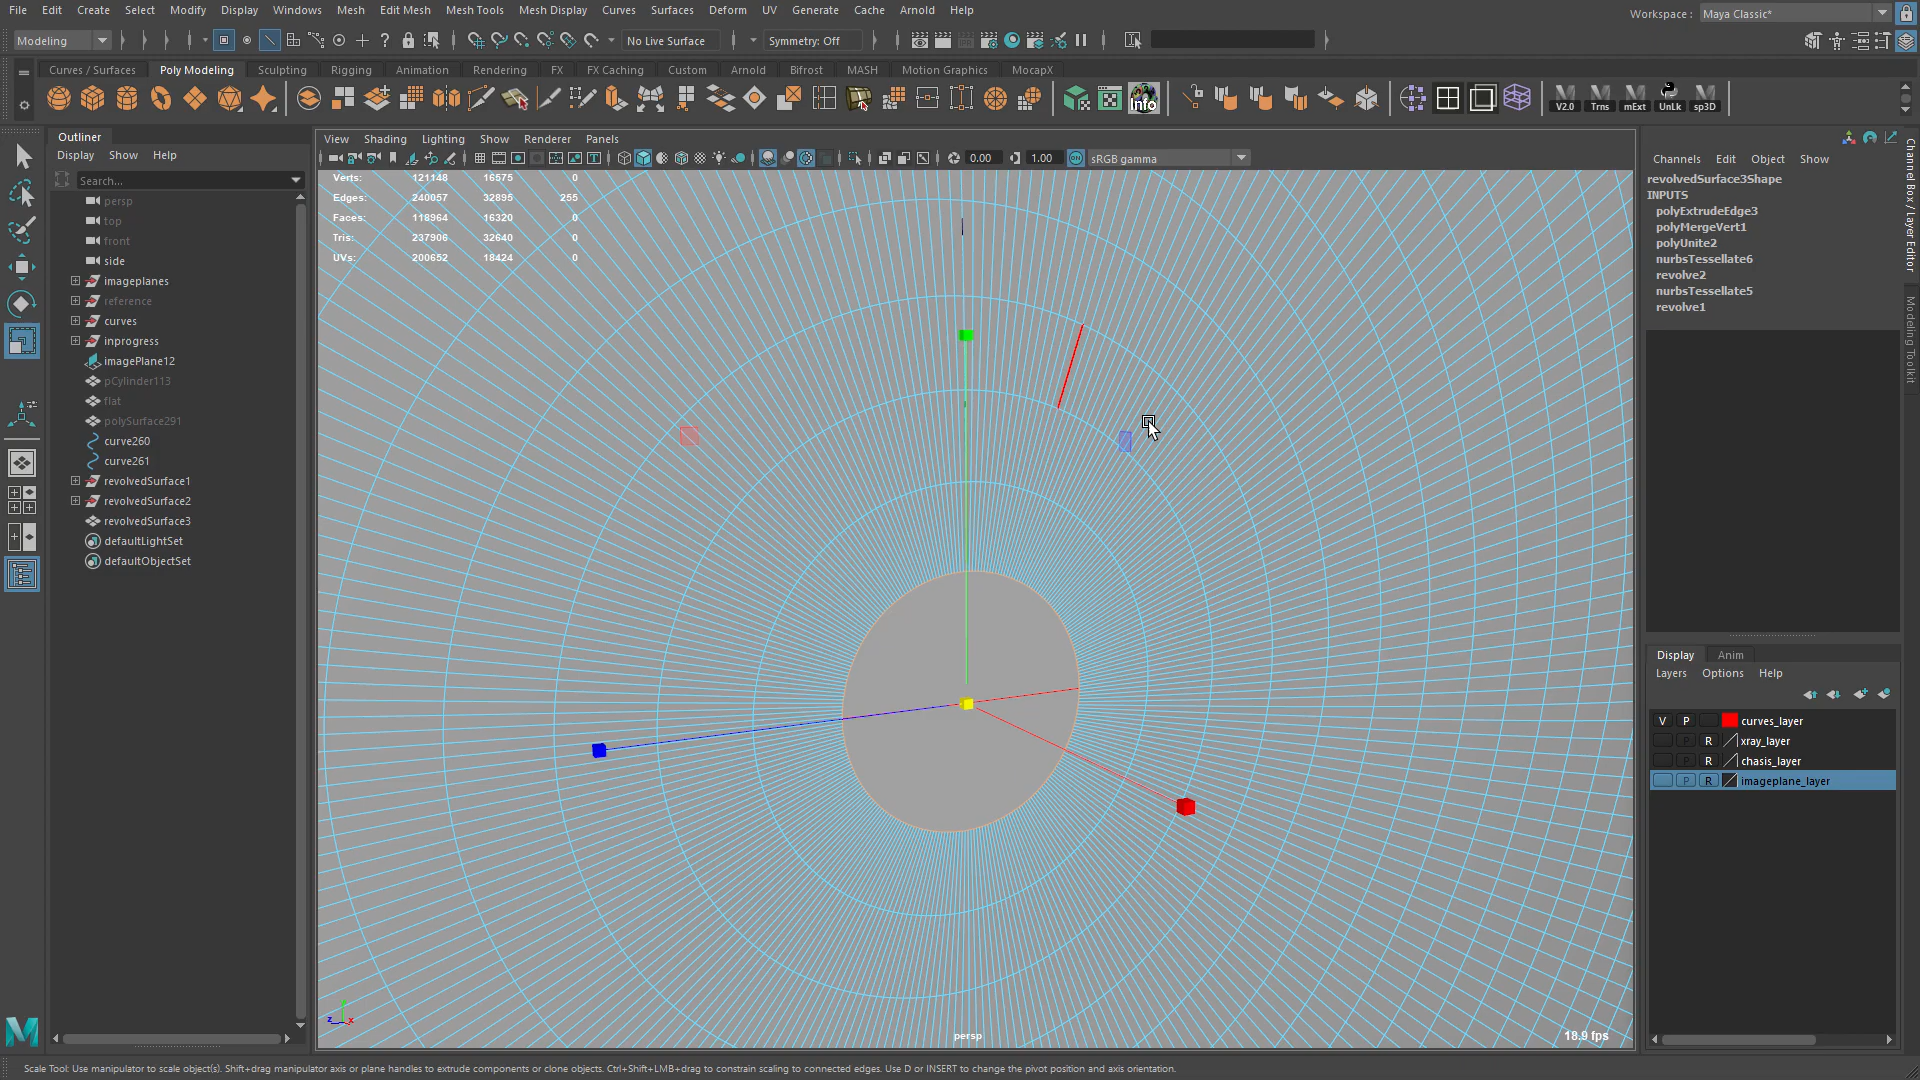 File Edit Create Select Modify Display Windows Mesh Edit Mesh Mesh Tools Mesh Display Curves Surfaces Deform UV Generate Cache Arnold Help
Workspace : Maya Classic*
Modeling No Live Surface Symmetry: Off
Curves / Surfaces Poly Modeling Sculpting Rigging Animation Rendering FX FX Caching Custom Arnold Bifrost MASH Motion Graphics MocapX
Info V2.0 Trns mExt UnLk sp3D
Outliner
Display Show Help
Search...
persp
top
front
side
imageplanes
reference
curves
inprogress
imagePlane12
pCylinder113
flat
polySurface291
curve260
curve261
revolvedSurface1
revolvedSurface2
revolvedSurface3
defaultLightSet
defaultObjectSet
View Shading Lighting Show Renderer Panels
0.00 1.00 sRGB gamma
Verts: 121148 16575 0
Edges: 240057 32895 255
Faces: 118964 16320 0
Tris: 237906 32640 0
UVs: 200652 18424 0
z x
persp
18.9 fps
Channels Edit Object Show
revolvedSurface3Shape
INPUTS
polyExtrudeEdge3
polyMergeVert1
polyUnite2
nurbsTessellate6
revolve2
nurbsTessellate5
revolve1
Channel Box / Layer Editor
Modeling Toolkit
Display Anim
Layers Options Help
V P curves_layer
P R xray_layer
P R chasis_layer
P R imageplane_layer
Scale Tool: Use manipulator to scale object(s). Shift+drag manipulator axis or plane handles to extrude components or clone objects. Ctrl+Shift+LMB+drag to constrain scaling to connected edges. Use D or INSERT to change the pivot position and axis orientation.